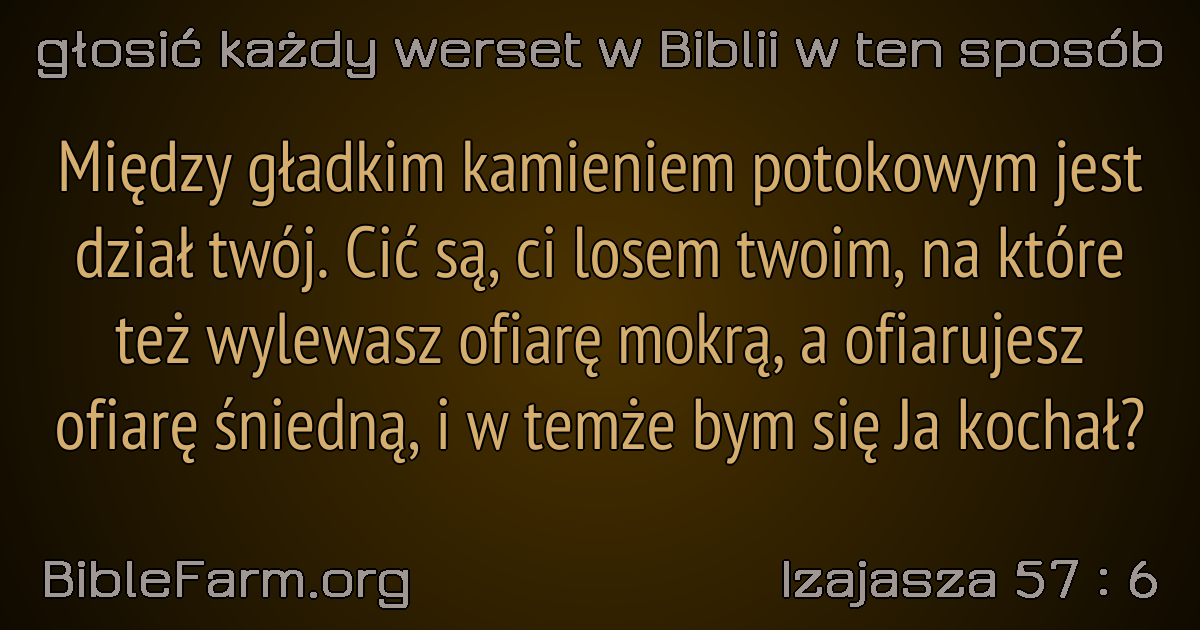 głosić każdy werset w Biblii w ten sposób
Między gładkim kamieniem potokowym jest
dział twój. Cić są, ci losem twoim, na które
też wylewasz ofiarę mokrą, a ofiarujesz
ofiarę śniedną, i w temże bym się Ja kochał?
BibleFarm.org
Izajasza 57 : 6